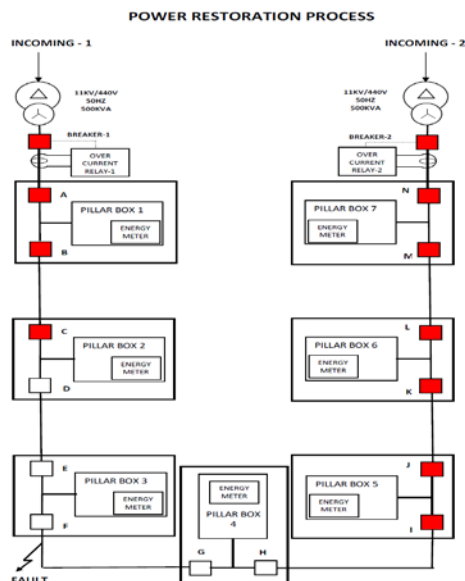 POWER RESTORATION PROCESS
INCOMING - 1
INCOMING - 2
11KV/440V
50HZ
500KVA
11KV/440V
50HZ
500KVA
BREAKER-1
BREAKER-2
OVER
CURRENT
RELAY-1
OVER
CURRENT
RELAY-2
A
PILLAR BOX 1
ENERGY
METER
B
N
PILLAR BOX 7
ENERGY
METER
M
C
PILLAR BOX 2
ENERGY
METER
D
L
PILLAR BOX 6
ENERGY
METER
K
E
PILLAR BOX 3
ENERGY
METER
F
J
PILLAR BOX 5
ENERGY
METER
I
ENERGY
METER
PILLAR BOX
4
G
H
FAULT